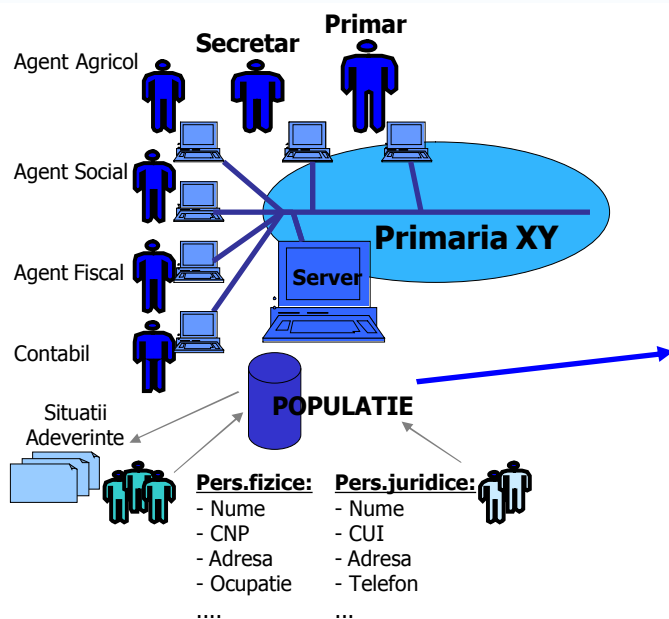 Primar
Secretar
Agent Agricol
Agent Social
Primaria XY
Agent Fiscal
Server
Contabil
POPULATIE
Situatii
Adeverinte
Pers.fizice:
- Nume
- CNP
- Adresa
- Ocupatie
....
Pers.juridice:
- Nume
- CUI
- Adresa
- Telefon
...